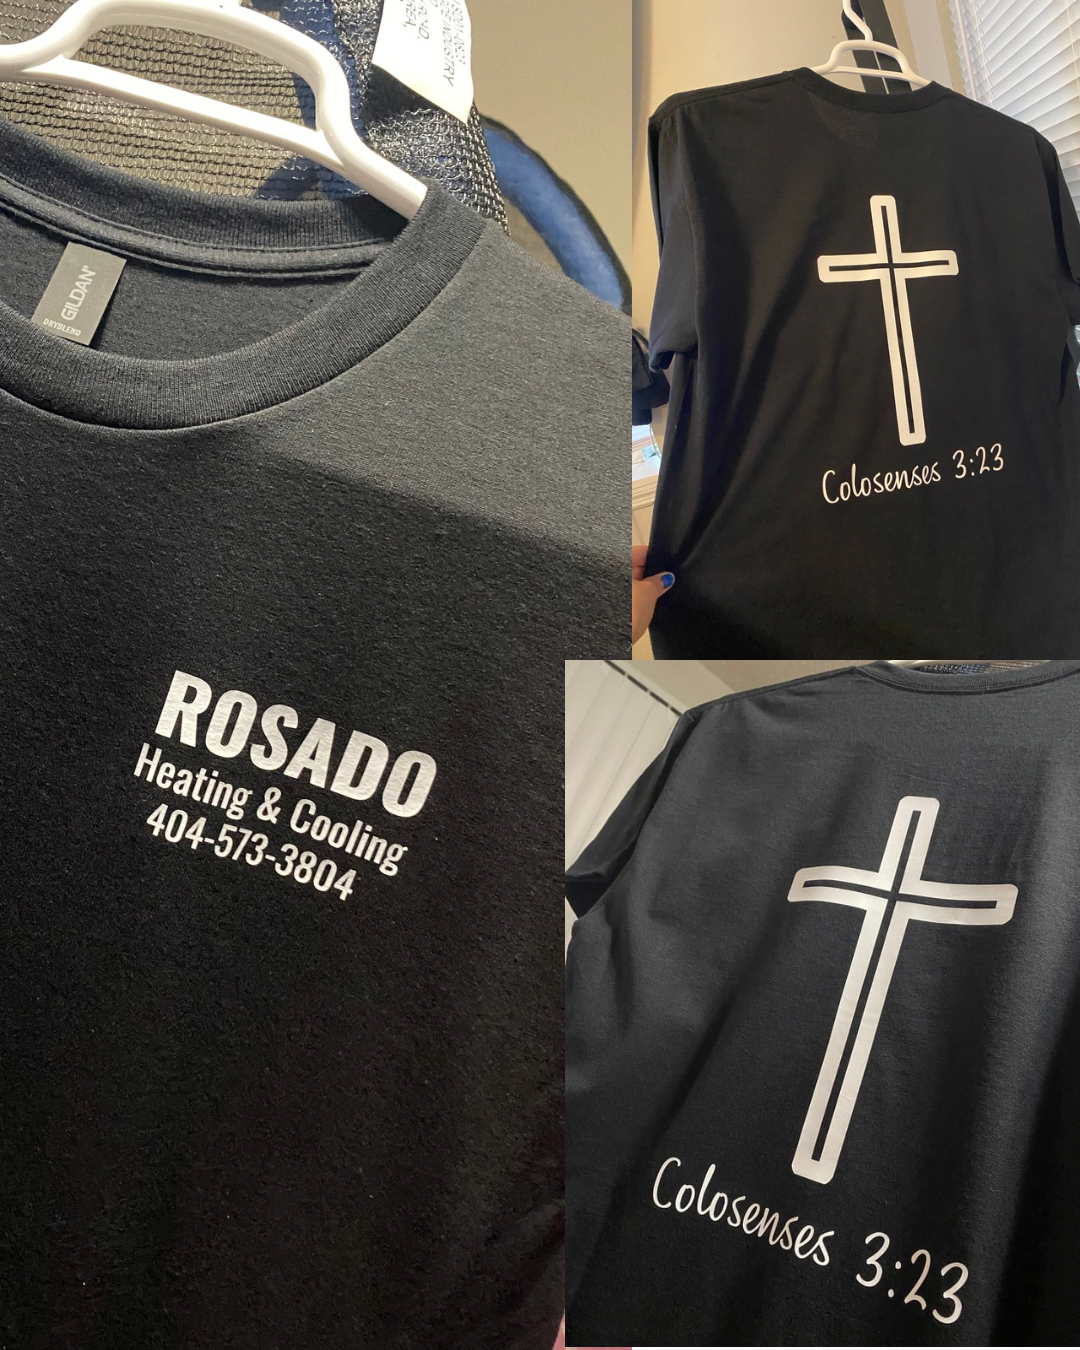 GILDAN
DRYBLEND
ROSADO
Heating & Cooling
404-573-3804
Colosenses 3:23
Colosenses 3:23